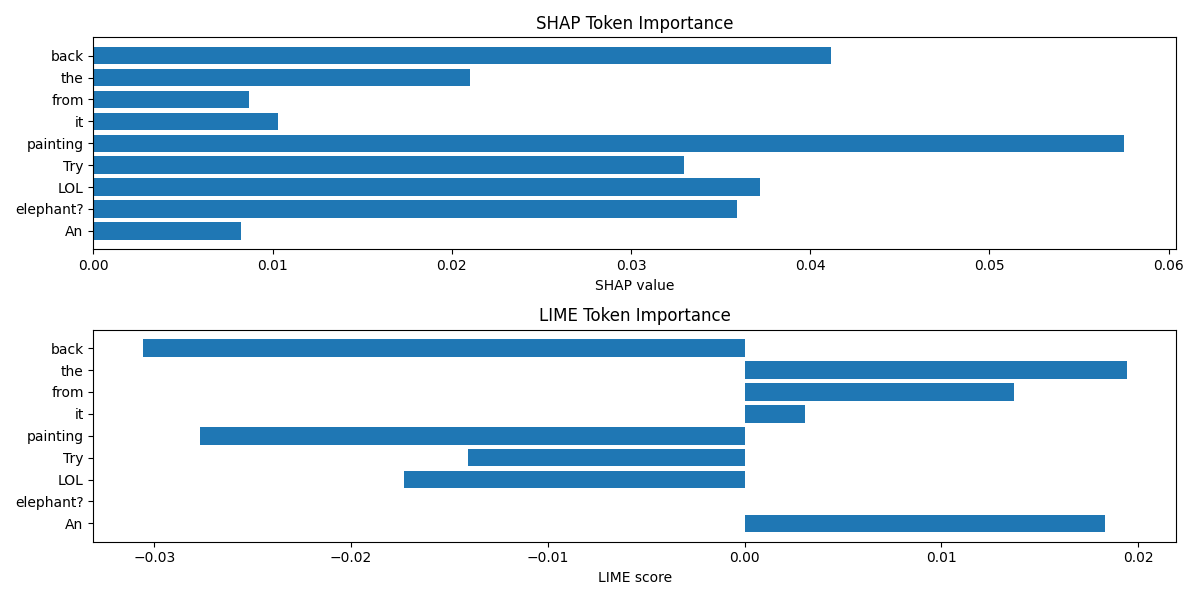 SHAP Token Importance
back
the
from
it
painting
Try
LOL
elephant?
An
0.00 0.01 0.02 0.03 0.04 0.05 0.06
SHAP value
LIME Token Importance
back
the
from
it
painting
Try
LOL
elephant?
An
−0.03 −0.02 −0.01 0.00 0.01 0.02
LIME score